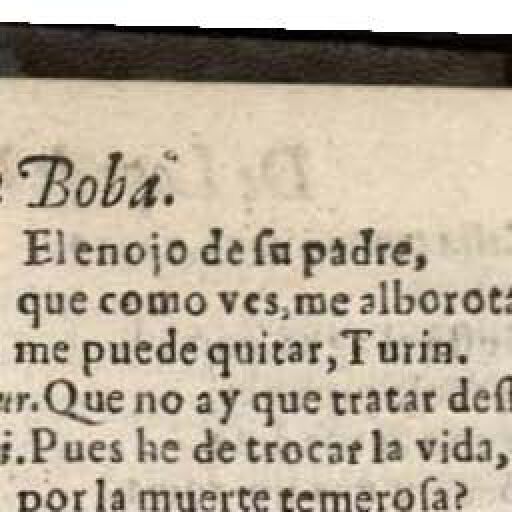 Boba.
El enojo de ſu padre,
que como ves, me alborota
me puede quitar, Turin.
ur. Que no ay que tratar deſ
i. Pues he de trocar la vida,
por la muerte temeroſa?